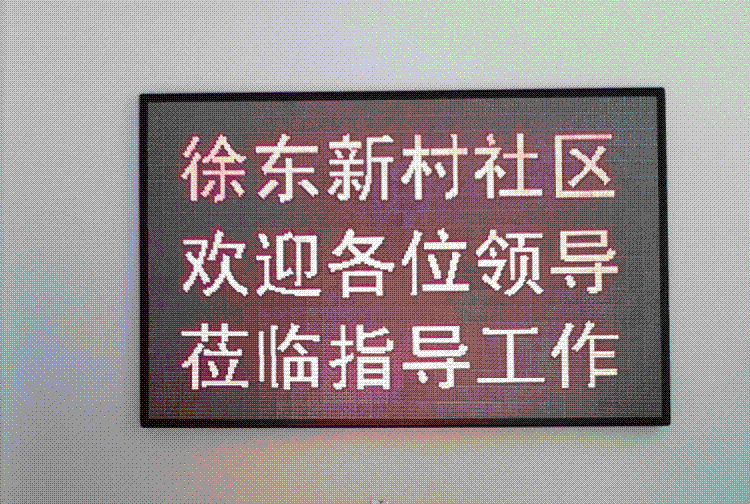 徐东新村社区
欢迎各位领导
莅临指导工作